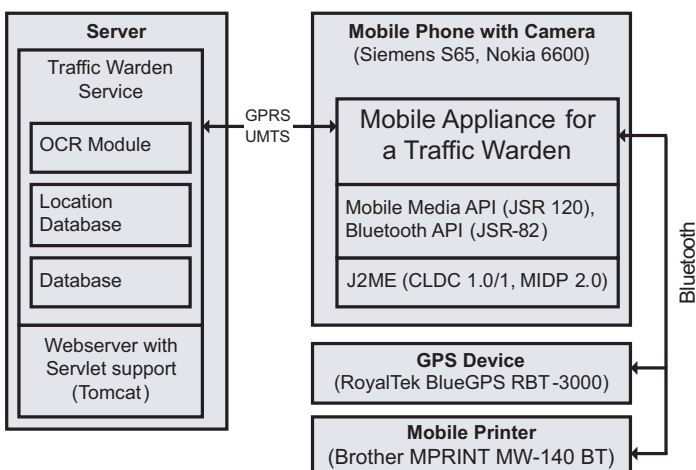 Server
Traffic Warden
Service
OCR Module
Location
Database
Database
Webserver with
Servlet support
(Tomcat)
GPRS
UMTS
Mobile Phone with Camera
(Siemens S65, Nokia 6600)
Mobile Appliance for
a Traffic Warden
Mobile Media API (JSR 120),
Bluetooth API (JSR-82)
J2ME (CLDC 1.0/1, MIDP 2.0)
Bluetooth
GPS Device
(RoyalTek BlueGPS RBT-3000)
Mobile Printer
(Brother MPRINT MW-140 BT)